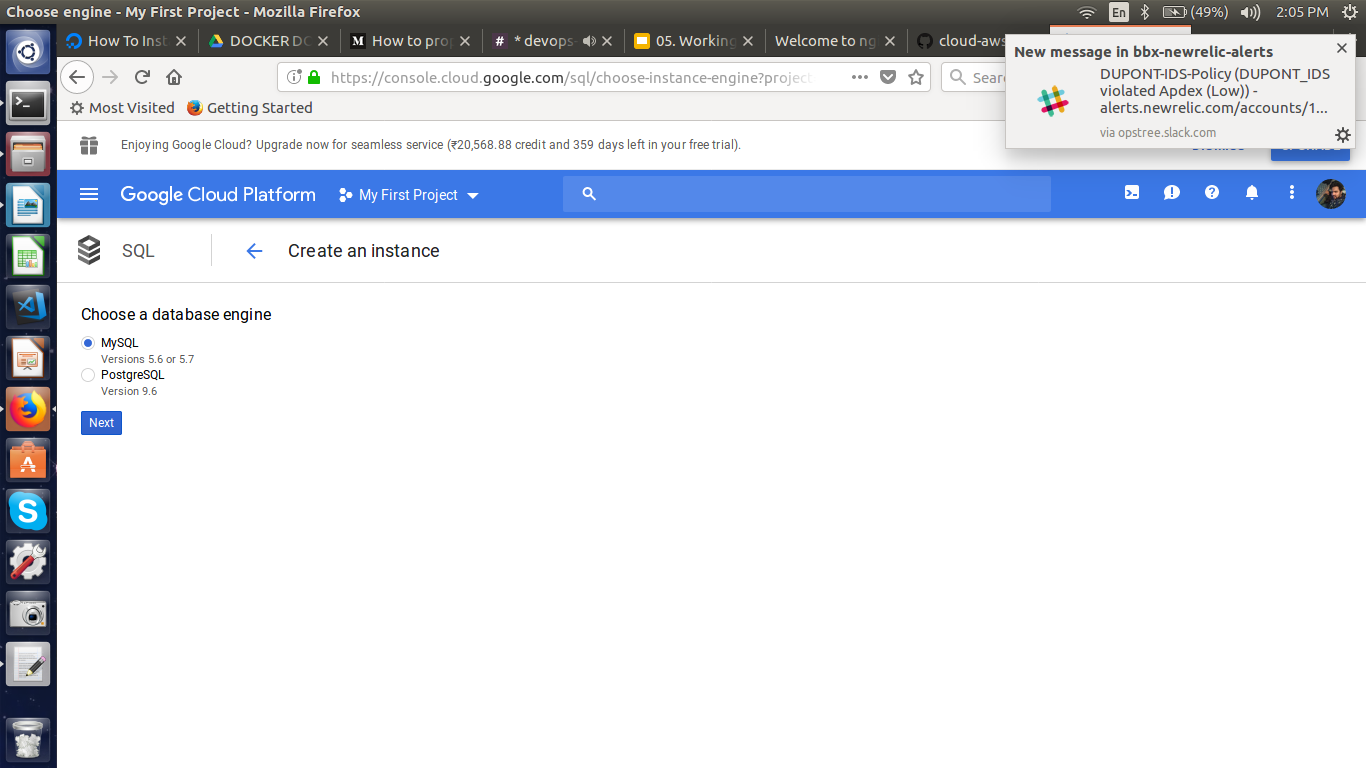 Choose engine - My First Project - Mozilla Firefox
En
(49%)
2:05 PM
How To Inst
DOCKER DO
How to prop
* devops-
05. Working
Welcome to ng
cloud-aws
New message in bbx-newrelic-alerts
DUPONT-IDS-Policy (DUPONT_IDS
violated Apdex (Low)) -
alerts.newrelic.com/accounts/1...
via opstree.slack.com
https://console.cloud.google.com/sql/choose-instance-engine?project
Sear
Most Visited
Getting Started
Enjoying Google Cloud? Upgrade now for seamless service (₹20,568.88 credit and 359 days left in your free trial).
Google Cloud Platform
My First Project
SQL
Create an instance
Choose a database engine
MySQL
Versions 5.6 or 5.7
PostgreSQL
Version 9.6
Next